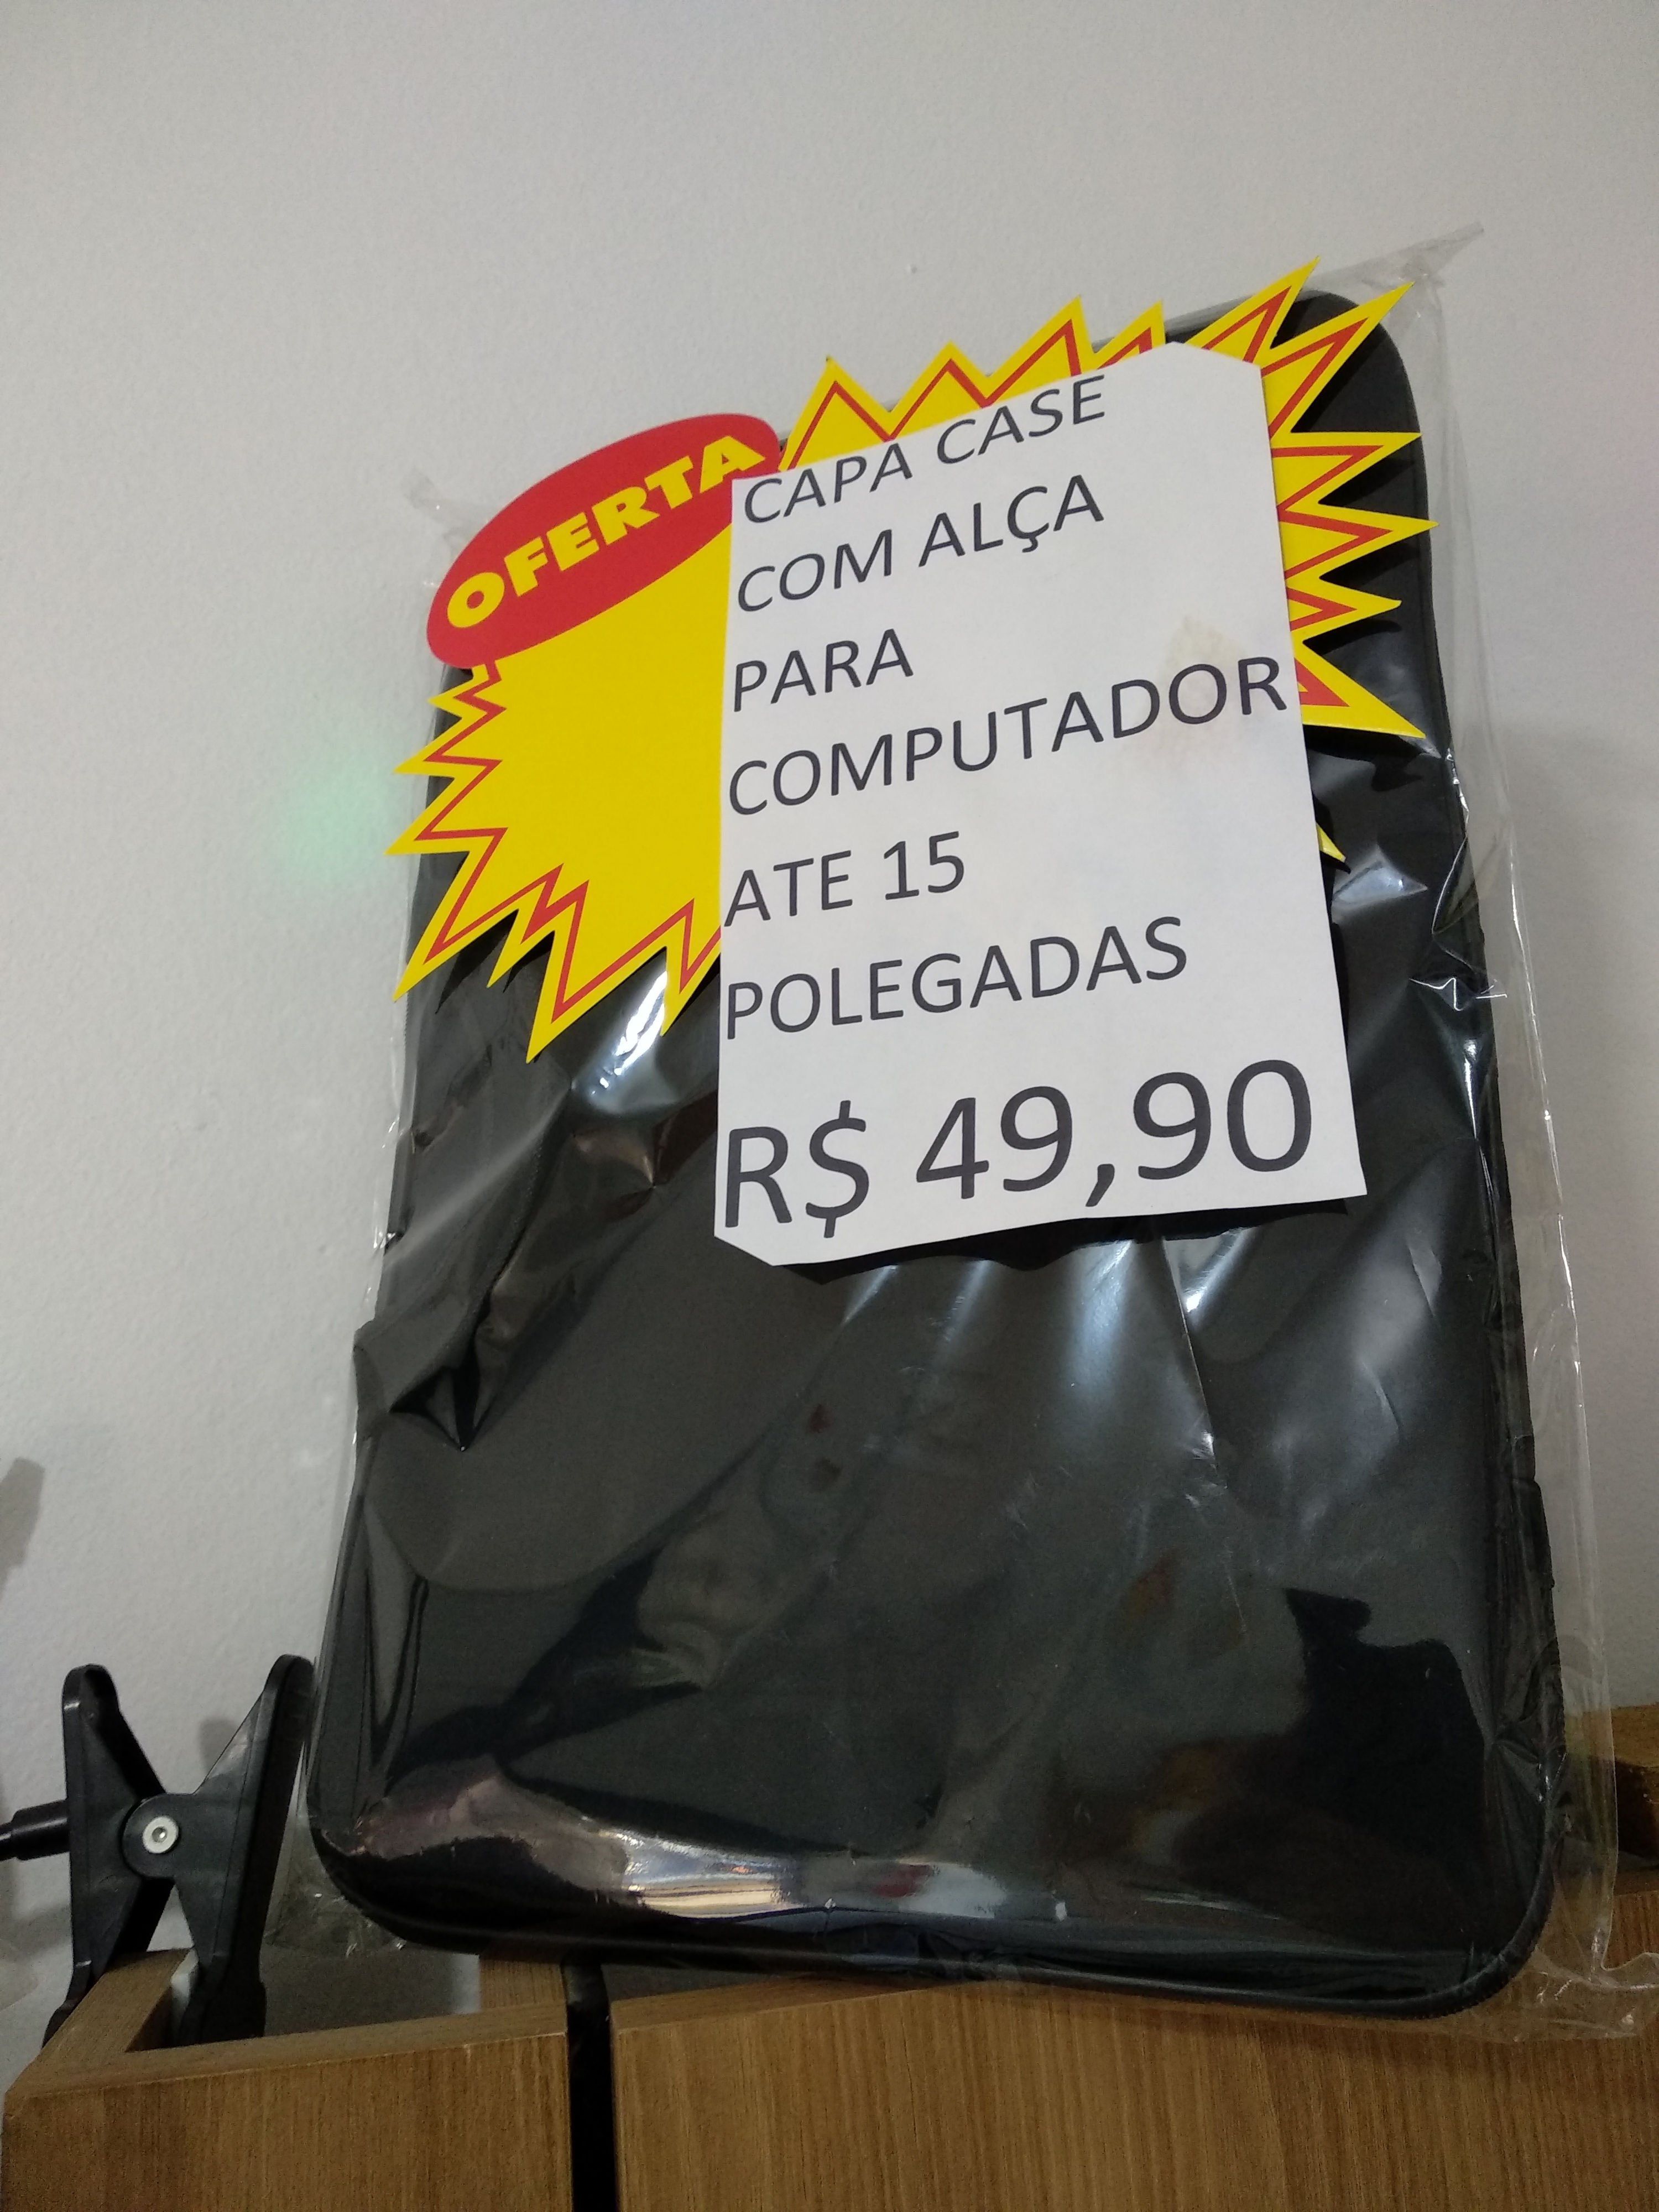 OFERTA
CAPA CASE
COM ALÇA
PARA
COMPUTADOR
ATE 15
POLEGADAS
R$ 49,90